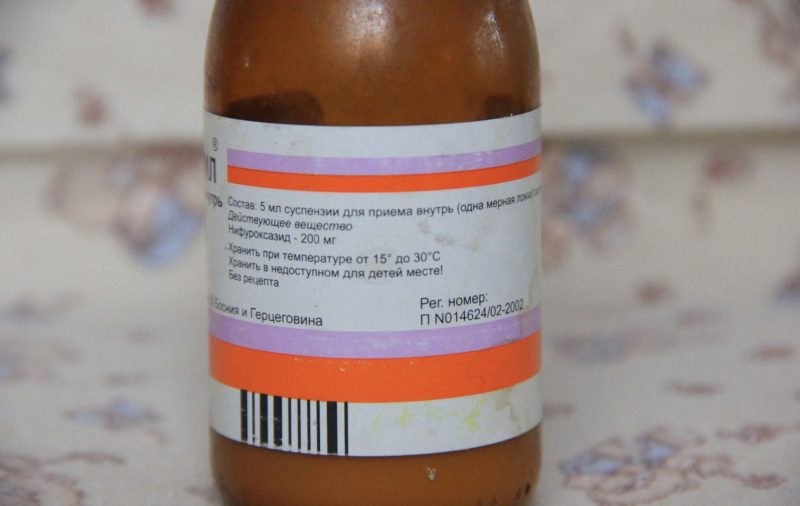 ®
Состав: 5 мл суспензии для приема внутрь (одна мерная ложка)
Действующее вещество
Нифуроксазид - 200 мг
Хранить при температуре от 15° до 30°С
Хранить в недоступном для детей месте!
Без рецепта
Босния и Герцеговина
Рег. номер:
П N014624/02-2002